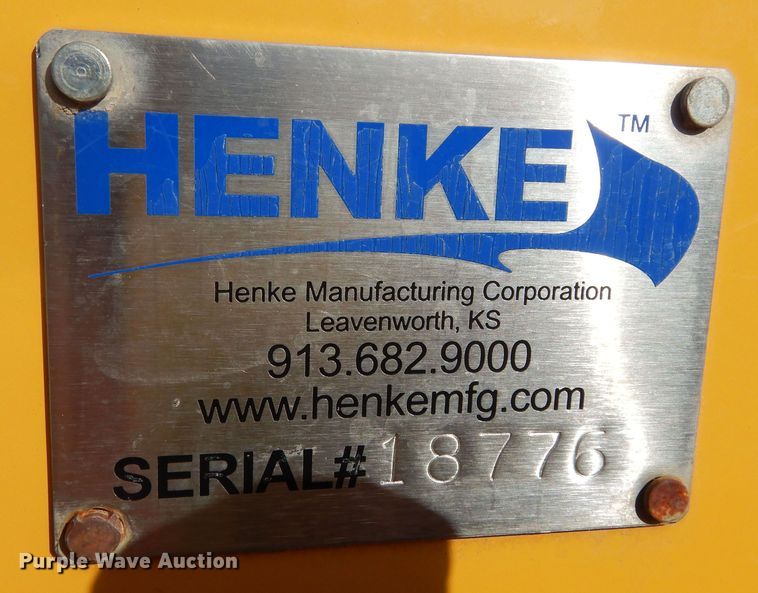 HENKE ™
Henke Manufacturing Corporation
Leavenworth, KS
913.682.9000
www.henkemfg.com
SERIAL# 18776
Purple Wave Auction